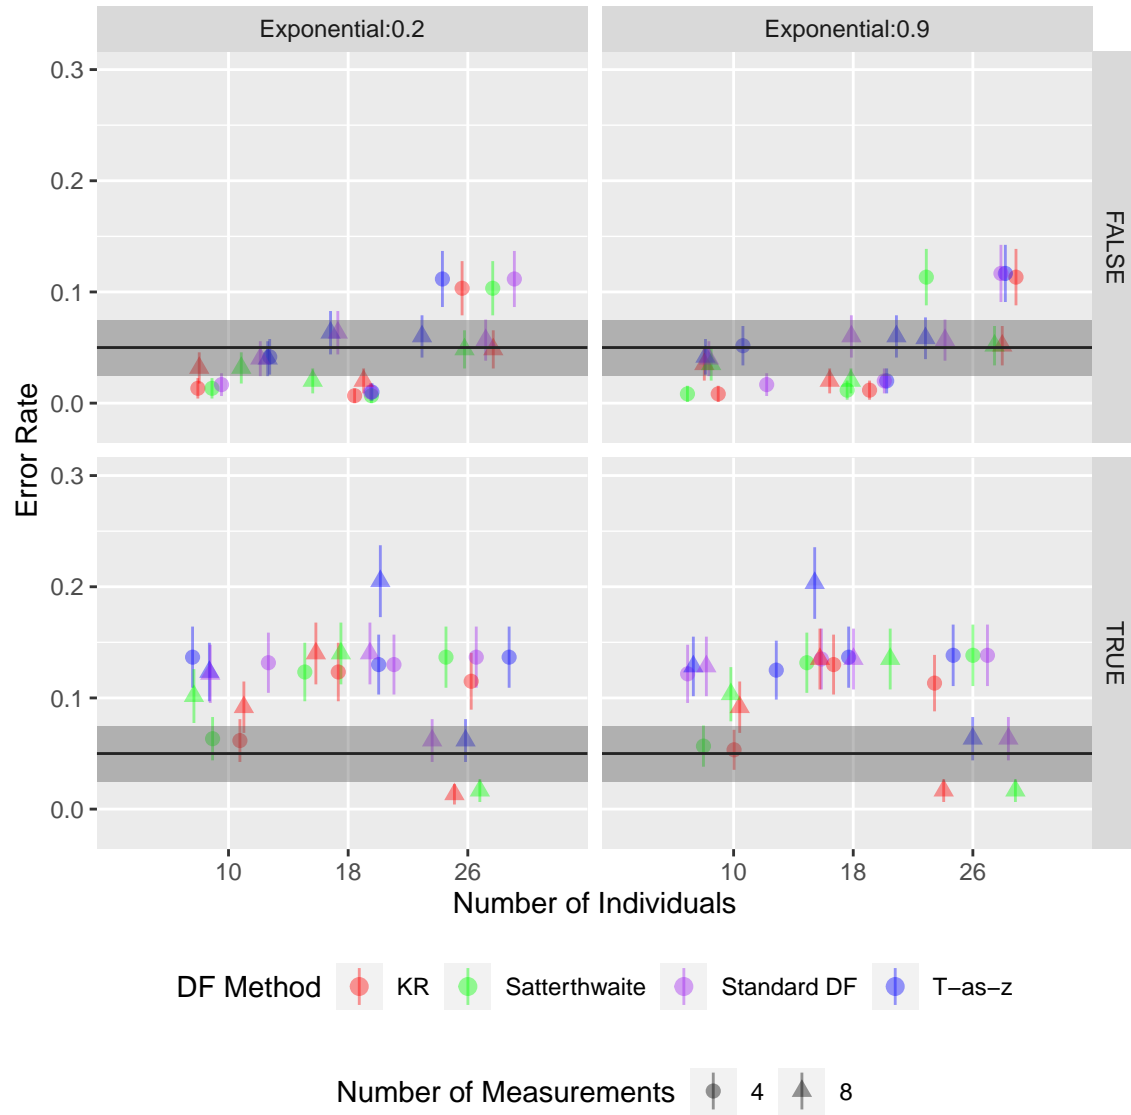 Exponential:0.2
Exponential:0.9
0.3
0.2
0.1
0.0
FALSE
Error Rate
0.3
0.2
0.1
0.0
TRUE
10 18 26 10 18 26
Number of Individuals
DF Method KR Satterthwaite Standard DF T−as−z
Number of Measurements 4 8